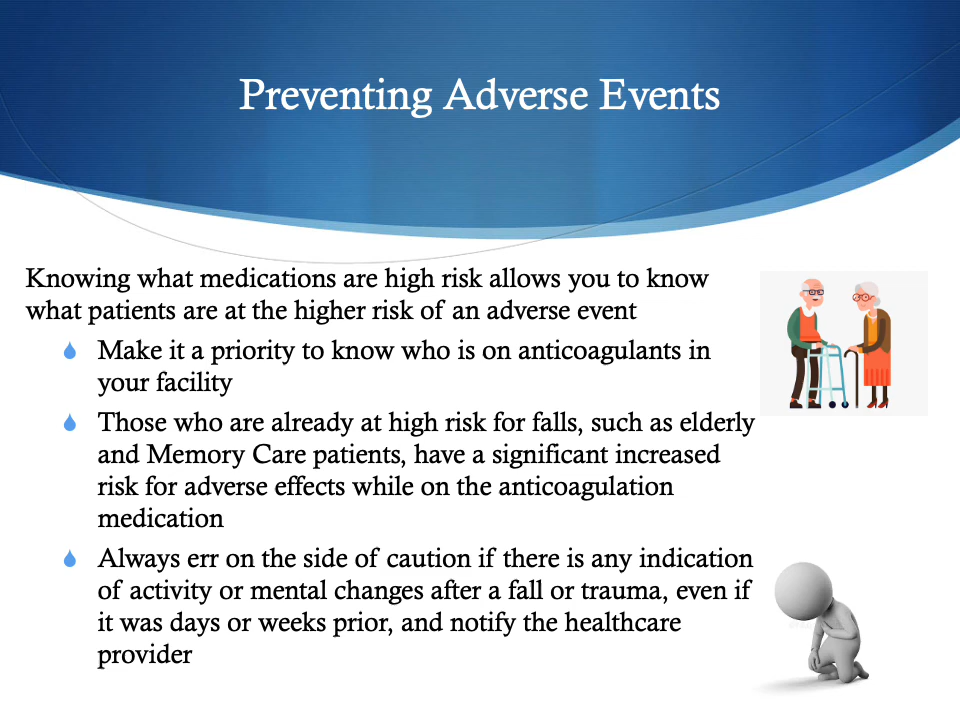 Preventing Adverse Events
Knowing what medications are high risk allows you to know
what patients are at the higher risk of an adverse event
Make it a priority to know who is on anticoagulants in
your facility
Those who are already at high risk for falls, such as elderly
and Memory Care patients, have a significant increased
risk for adverse effects while on the anticoagulation
medication
Always err on the side of caution if there is any indication
of activity or mental changes after a fall or trauma, even if
it was days or weeks prior, and notify the healthcare
provider